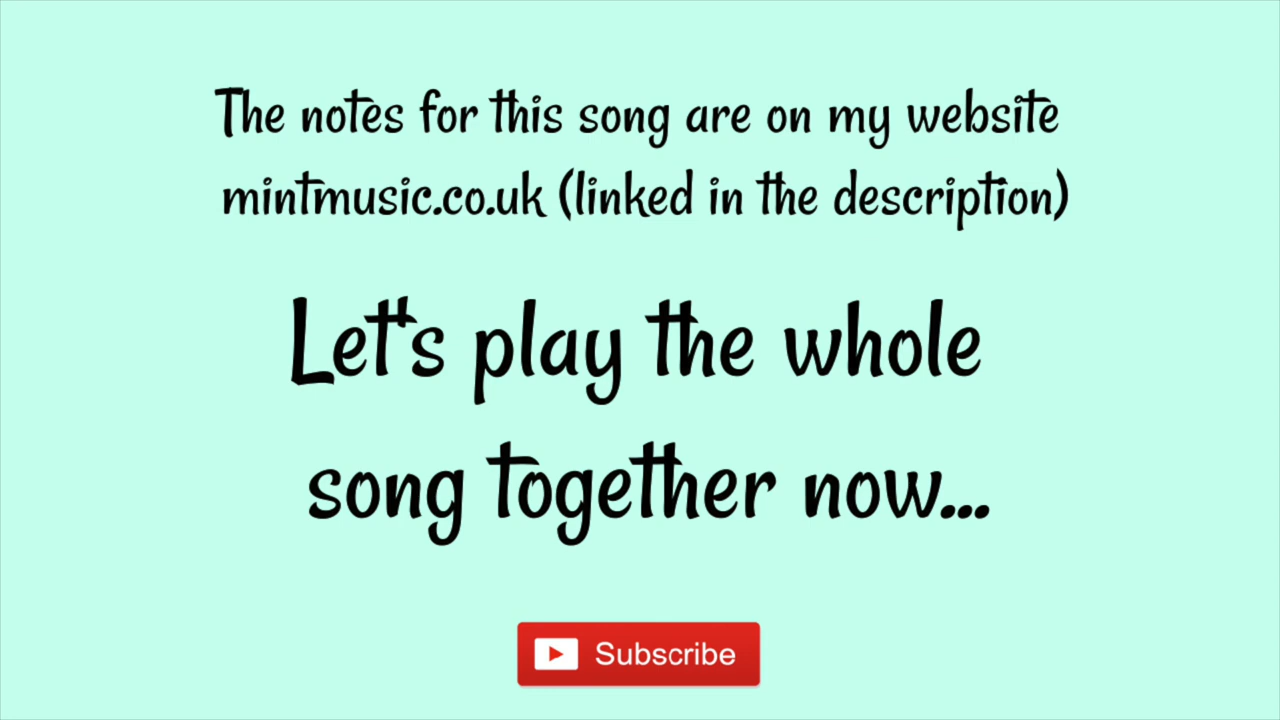 The notes for this song are on my website
mintmusic.co.uk (linked in the description)
Let's play the whole
song together now...
Subscribe